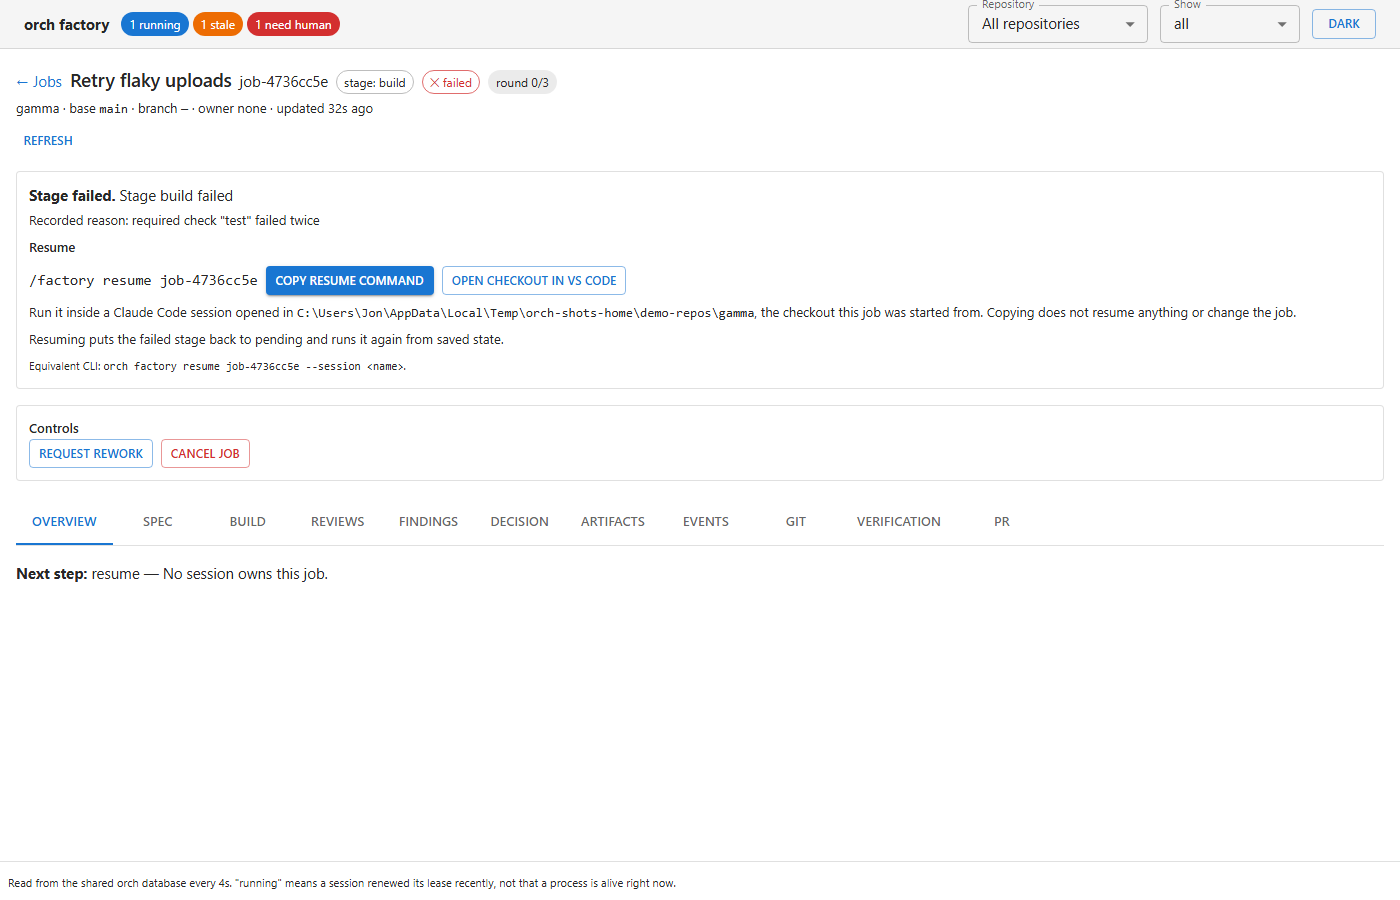 orch factory 1 running 1 stale 1 need human
Repository
All repositories
Show
all
DARK
← Jobs Retry flaky uploads job-4736cc5e stage: build ✕ failed round 0/3
gamma · base main · branch – · owner none · updated 32s ago
REFRESH
Stage failed. Stage build failed
Recorded reason: required check "test" failed twice
Resume
/factory resume job-4736cc5e COPY RESUME COMMAND OPEN CHECKOUT IN VS CODE
Run it inside a Claude Code session opened in C:\Users\Jon\AppData\Local\Temp\orch-shots-home\demo-repos\gamma, the checkout this job was started from. Copying does not resume anything or change the job.
Resuming puts the failed stage back to pending and runs it again from saved state.
Equivalent CLI: orch factory resume job-4736cc5e --session <name>.
Controls
REQUEST REWORK CANCEL JOB
OVERVIEW SPEC BUILD REVIEWS FINDINGS DECISION ARTIFACTS EVENTS GIT VERIFICATION PR
Next step: resume — No session owns this job.
Read from the shared orch database every 4s. "running" means a session renewed its lease recently, not that a process is alive right now.